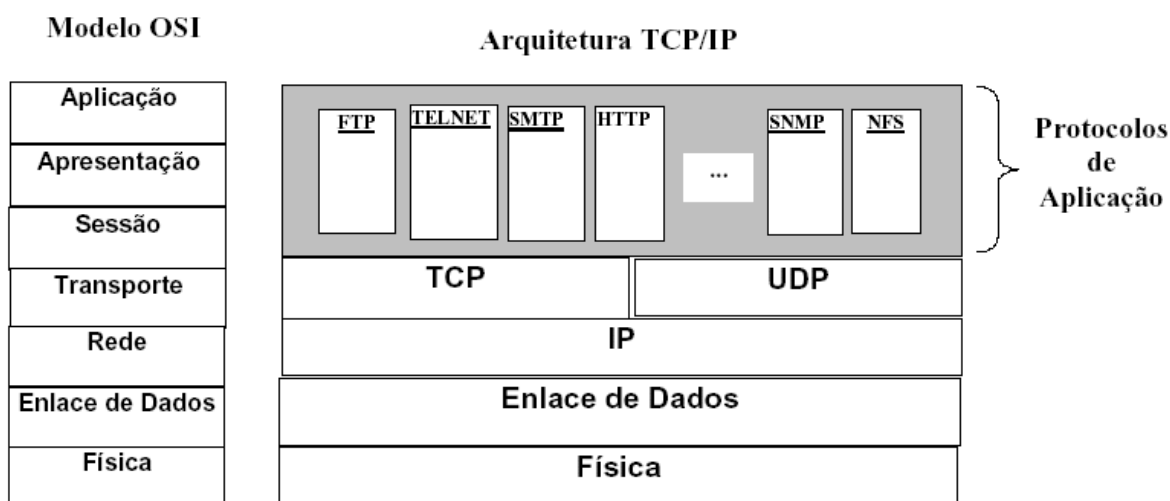 Modelo OSI
Arquitetura TCP/IP
Aplicação
Apresentação
Sessão
Transporte
Rede
Enlace de Dados
Física
FTP
TELNET
SMTP
HTTP
...
SNMP
NFS
Protocolos
de
Aplicação
TCP
UDP
IP
Enlace de Dados
Física